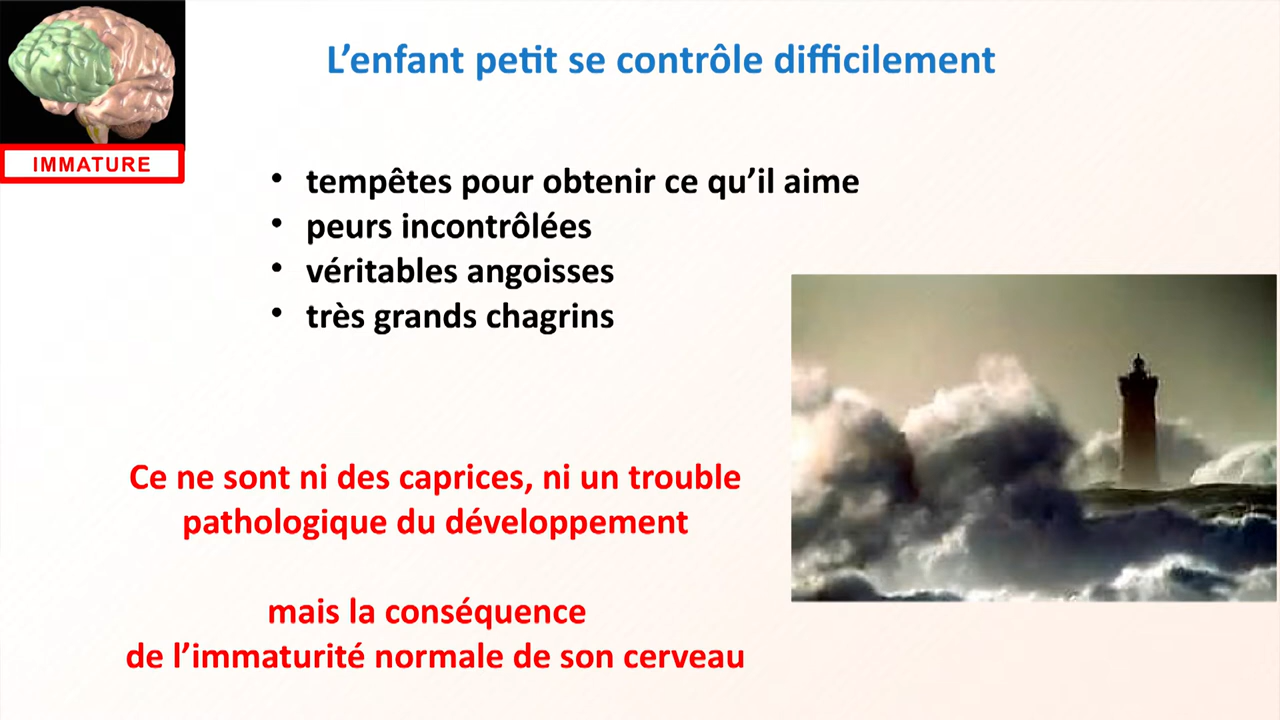 L’enfant petit se contrôle difficilement
IMMATURE
• tempêtes pour obtenir ce qu’il aime
• peurs incontrôlées
• véritables angoisses
• très grands chagrins
Ce ne sont ni des caprices, ni un trouble
pathologique du développement
mais la conséquence
de l’immaturité normale de son cerveau